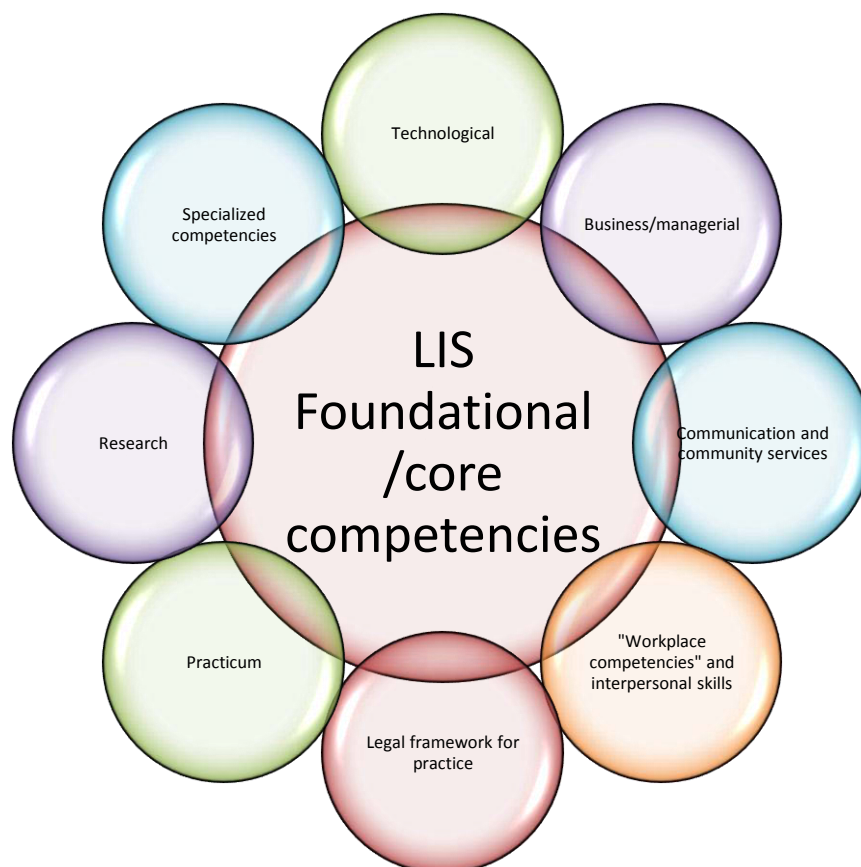 Technological
Business/managerial
Communication and
community services
"Workplace
competencies" and
interpersonal skills
Legal framework for
practice
Practicum
Research
Specialized
competencies
LIS
Foundational
/core
competencies